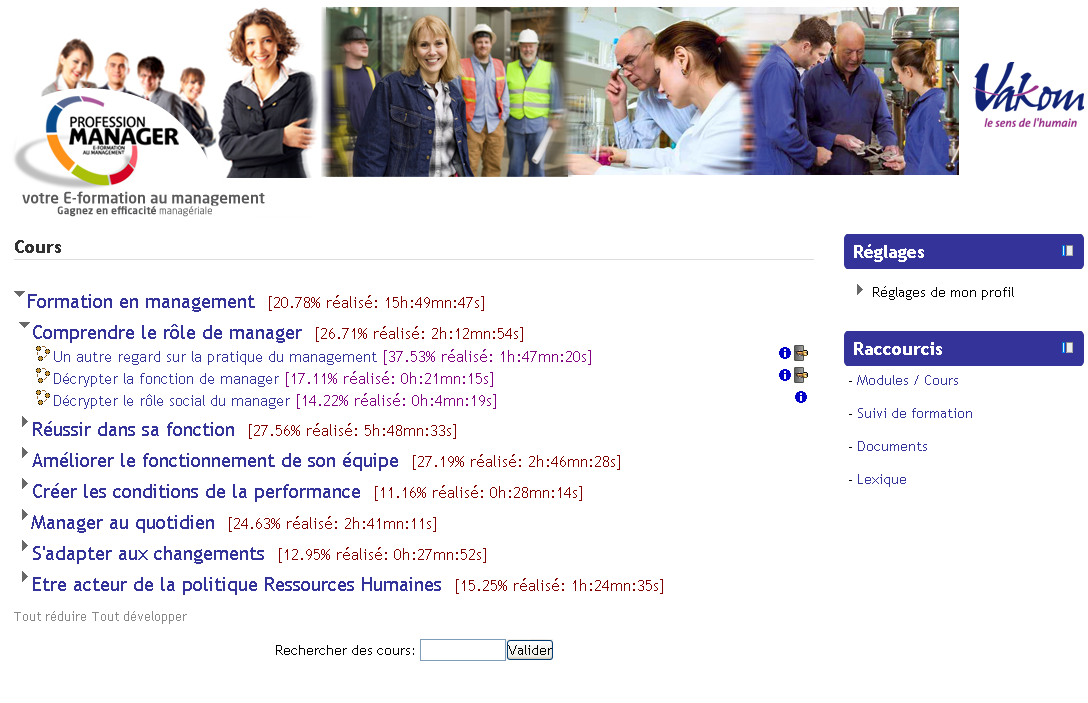 PROFESSION
MANAGER
E-FORMATION
AU MANAGEMENT
votre E-formation au management
Gagnez en efficacité managériale
Vakom
le sens de l'humain
Cours
Formation en management [20.78% réalisé: 15h:49mn:47s]
Comprendre le rôle de manager [26.71% réalisé: 2h:12mn:54s]
Un autre regard sur la pratique du management [37.53% réalisé: 1h:47mn:20s]
Décrypter la fonction de manager [17.11% réalisé: 0h:21mn:15s]
Décrypter le rôle social du manager [14.22% réalisé: 0h:4mn:19s]
Réussir dans sa fonction [27.56% réalisé: 5h:48mn:33s]
Améliorer le fonctionnement de son équipe [27.19% réalisé: 2h:46mn:28s]
Créer les conditions de la performance [11.16% réalisé: 0h:28mn:14s]
Manager au quotidien [24.63% réalisé: 2h:41mn:11s]
S'adapter aux changements [12.95% réalisé: 0h:27mn:52s]
Etre acteur de la politique Ressources Humaines [15.25% réalisé: 1h:24mn:35s]
Tout réduire Tout développer
Rechercher des cours: Valider
Réglages
Réglages de mon profil
Raccourcis
- Modules / Cours
- Suivi de formation
- Documents
- Lexique